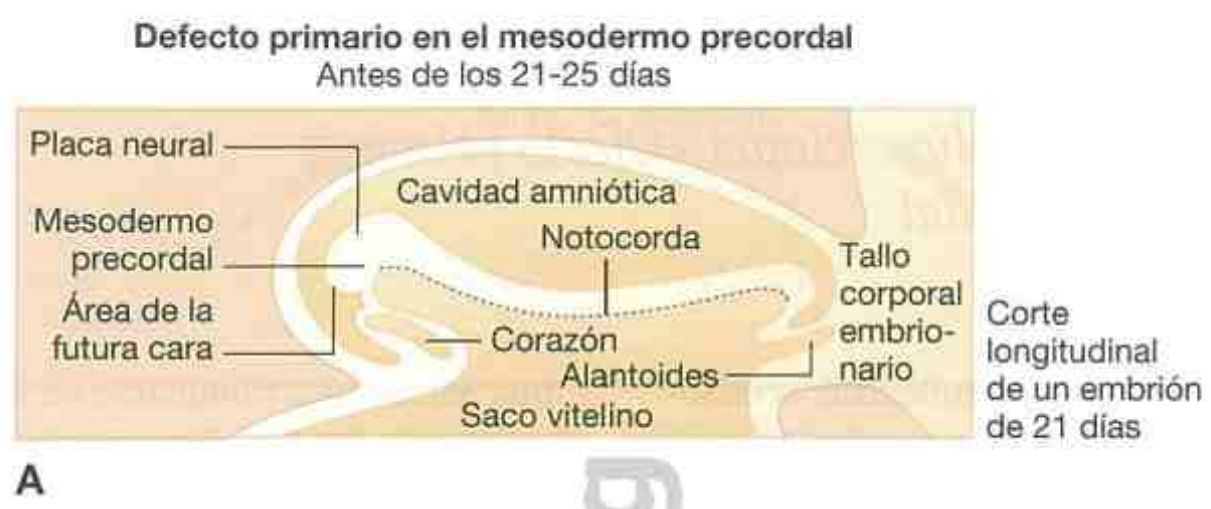 Defecto primario en el mesodermo precordal
Antes de los 21-25 días
Placa neural
Cavidad amniótica
Mesodermo
precordal
Notocorda
Tallo
corporal
embrio-
nario
Área de la
futura cara
Corazón
Alantoides
Saco vitelino
Corte
longitudinal
de un embrión
de 21 días
A